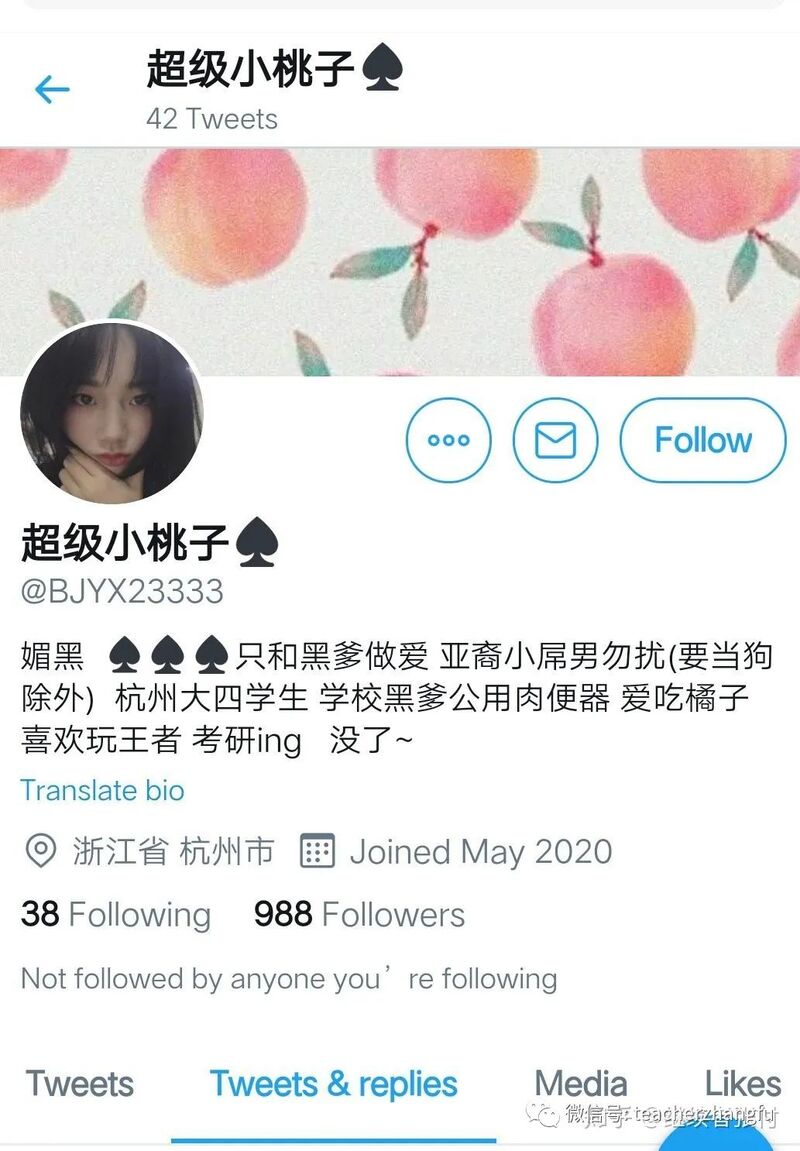 超级小桃子♠
42 Tweets
Follow
超级小桃子♠
@BJYX23333
媚黑 ♠♠♠只和黑爹做爱 亚裔小屌男勿扰(要当狗
除外) 杭州大四学生 学校黑爹公用肉便器 爱吃橘子
喜欢玩王者 考研ing 没了~
Translate bio
浙江省 杭州市 Joined May 2020
38 Following 988 Followers
Not followed by anyone you’re following
Tweets Tweets & replies Media Likes
微信号: teacherzhangfu